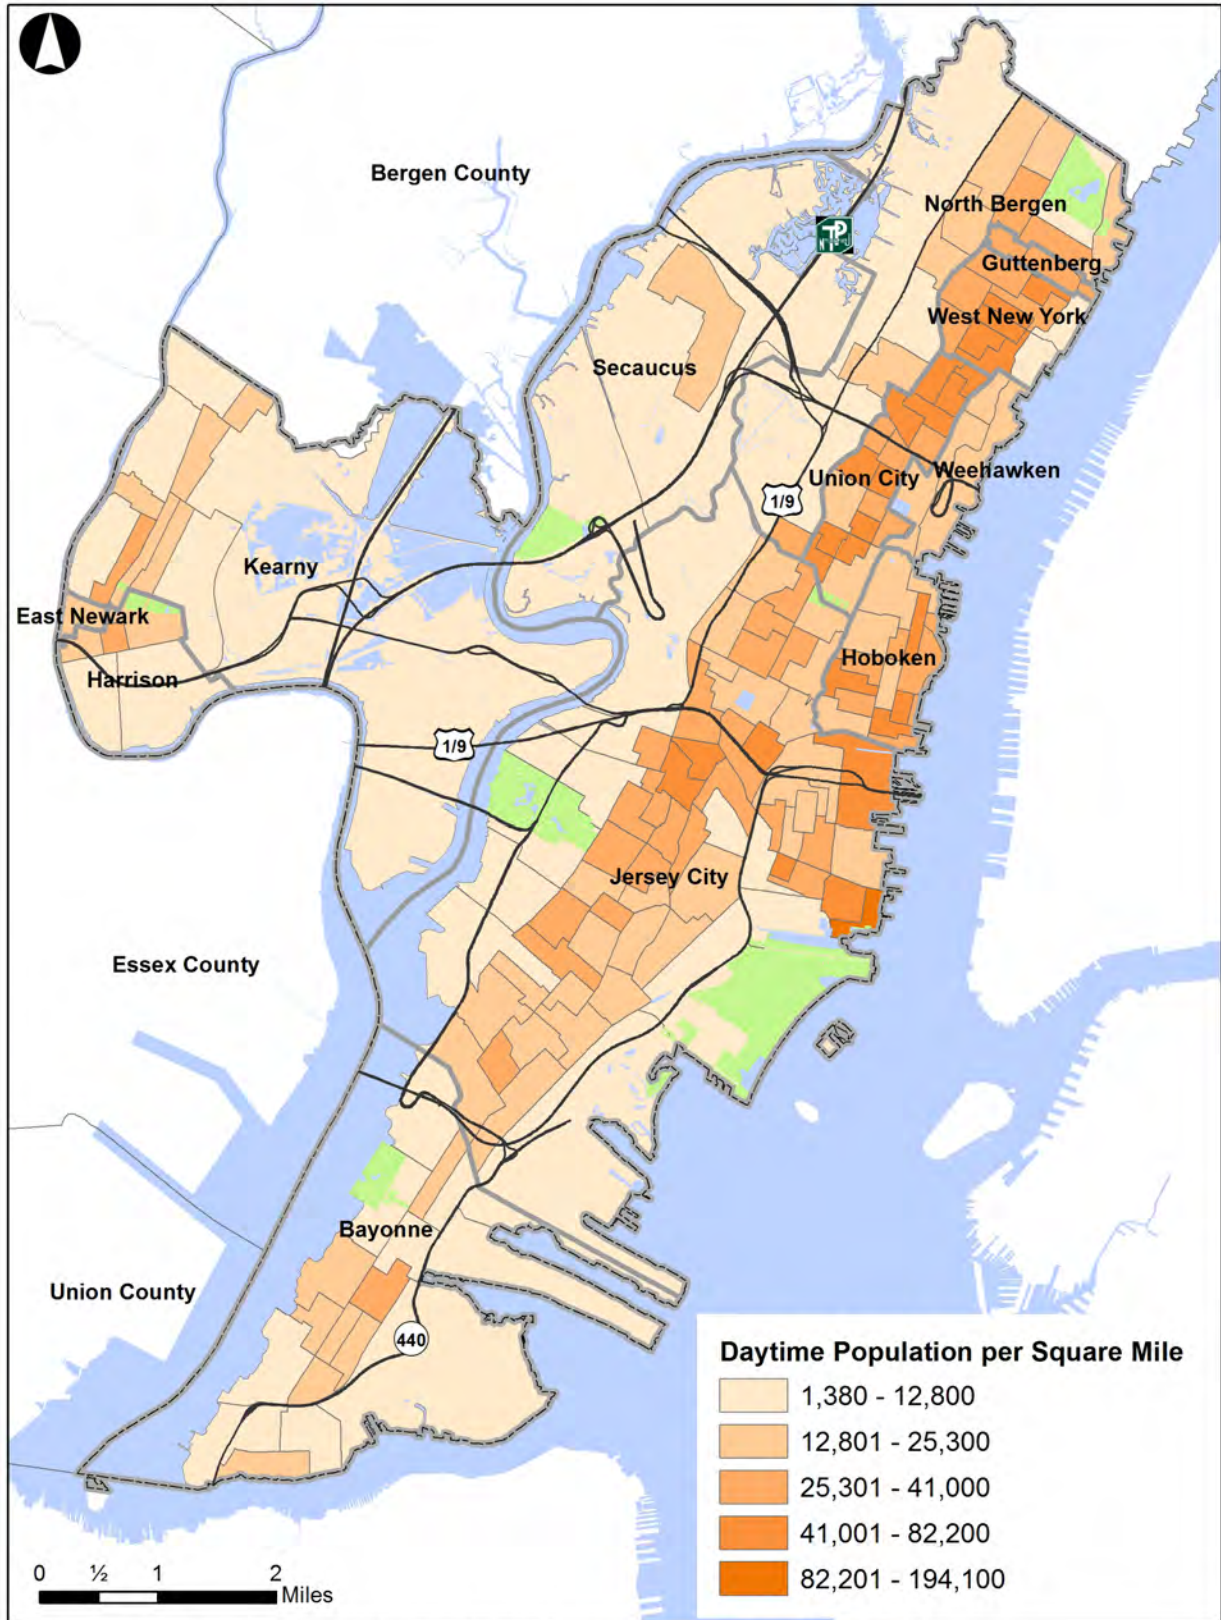 Bergen County
North Bergen
Guttenberg
West New York
Secaucus
Union City
Weehawken
1/9
Kearny
East Newark
Harrison
Hoboken
1/9
Jersey City
Essex County
Bayonne
Union County
440
Daytime Population per Square Mile
1,380 - 12,800
12,801 - 25,300
25,301 - 41,000
41,001 - 82,200
82,201 - 194,100
0 ½ 1 2
Miles